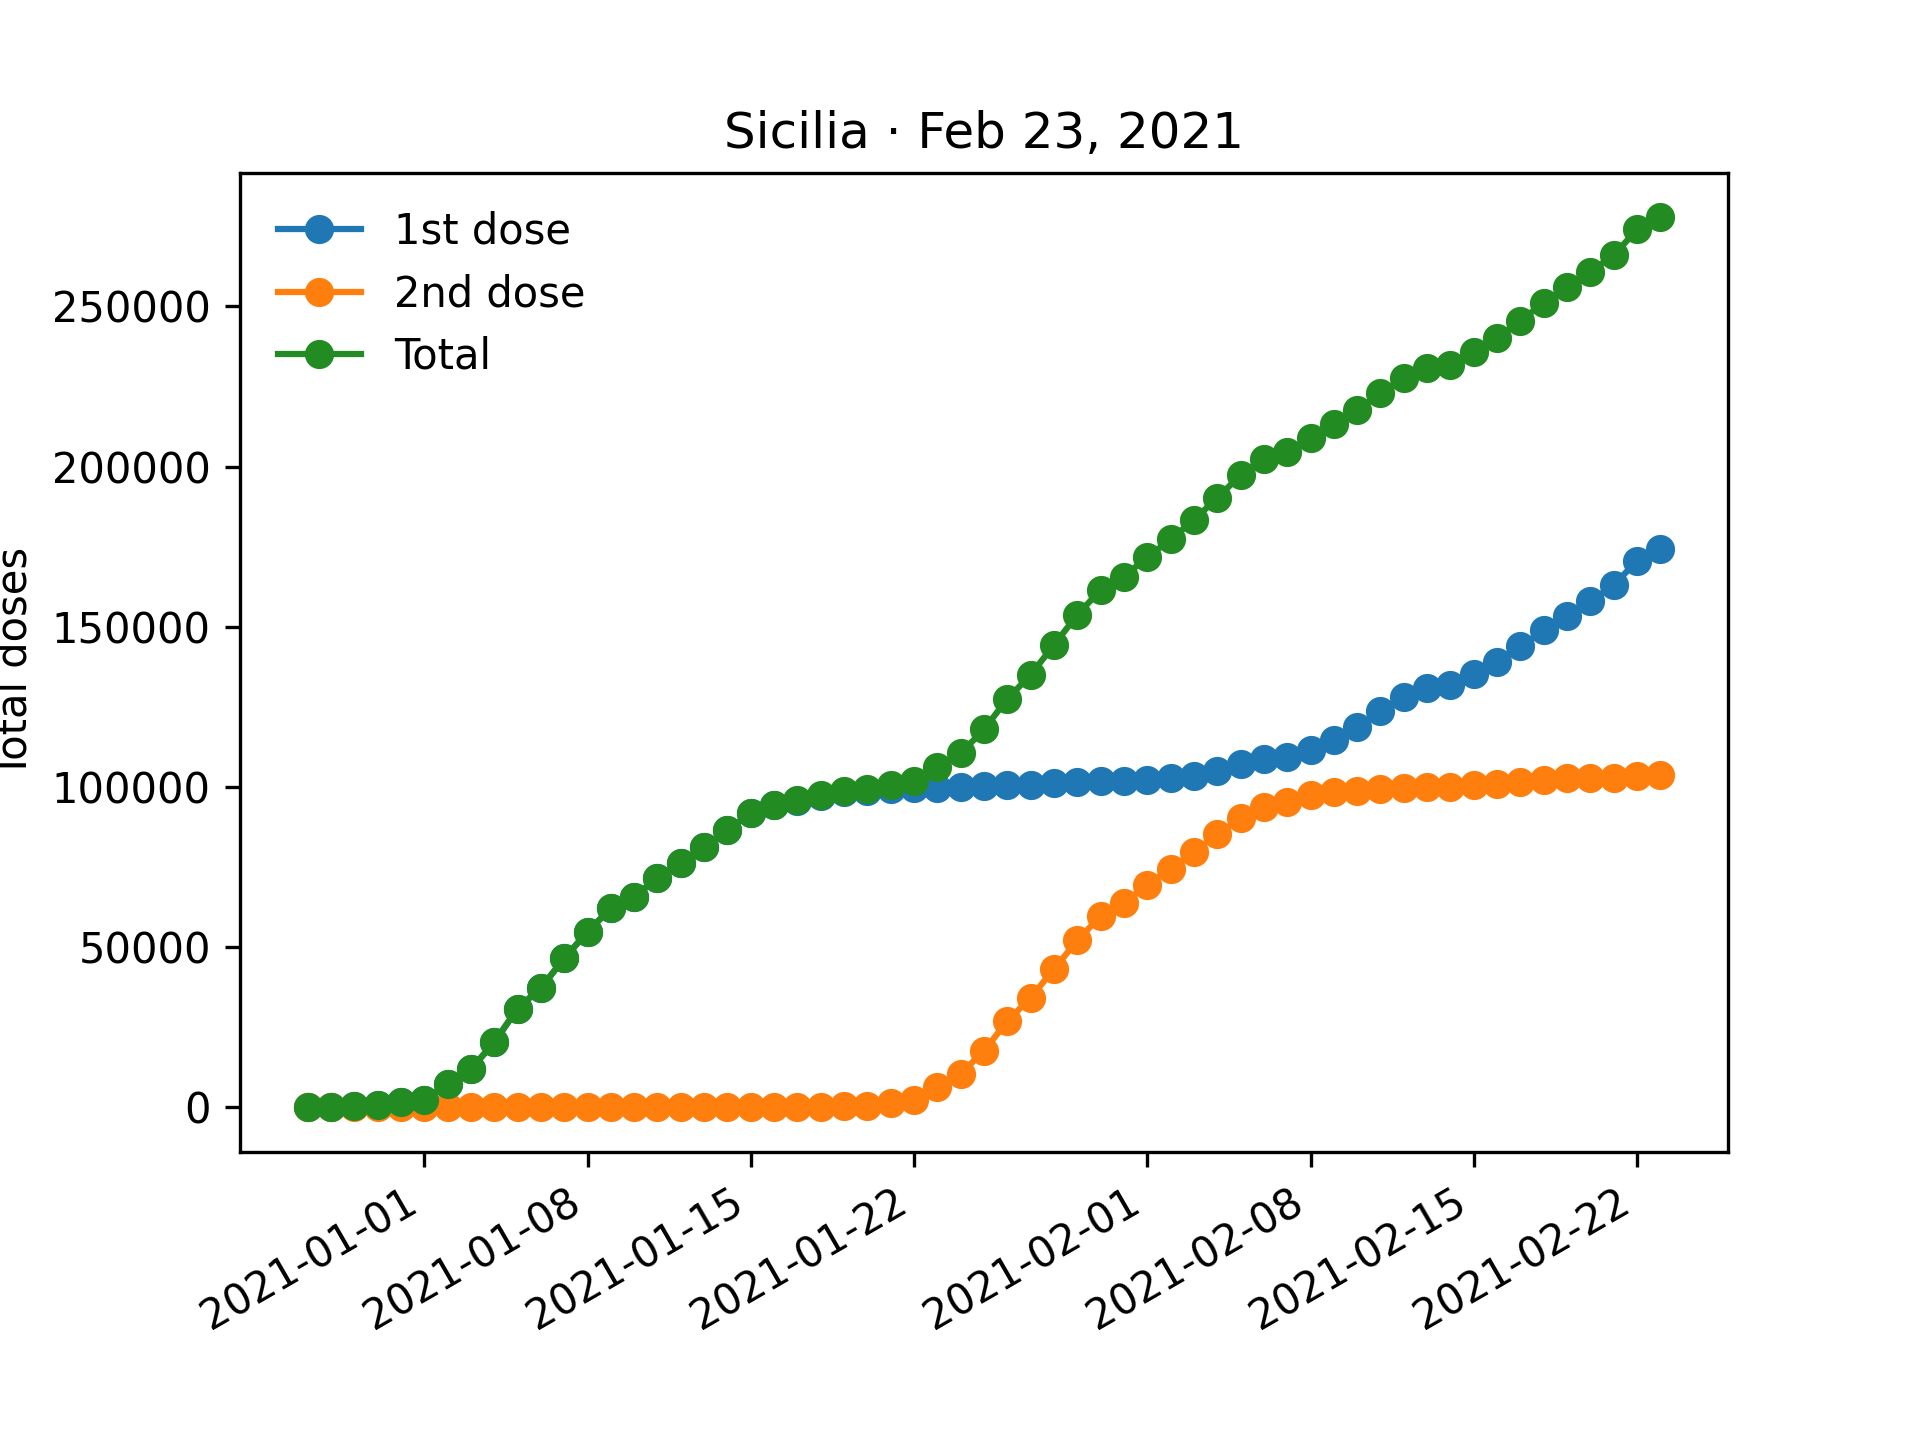 Sicilia · Feb 23, 2021
1st dose
2nd dose
Total
Total doses
250000
200000
150000
100000
50000
0
2021-01-01
2021-01-08
2021-01-15
2021-01-22
2021-02-01
2021-02-08
2021-02-15
2021-02-22